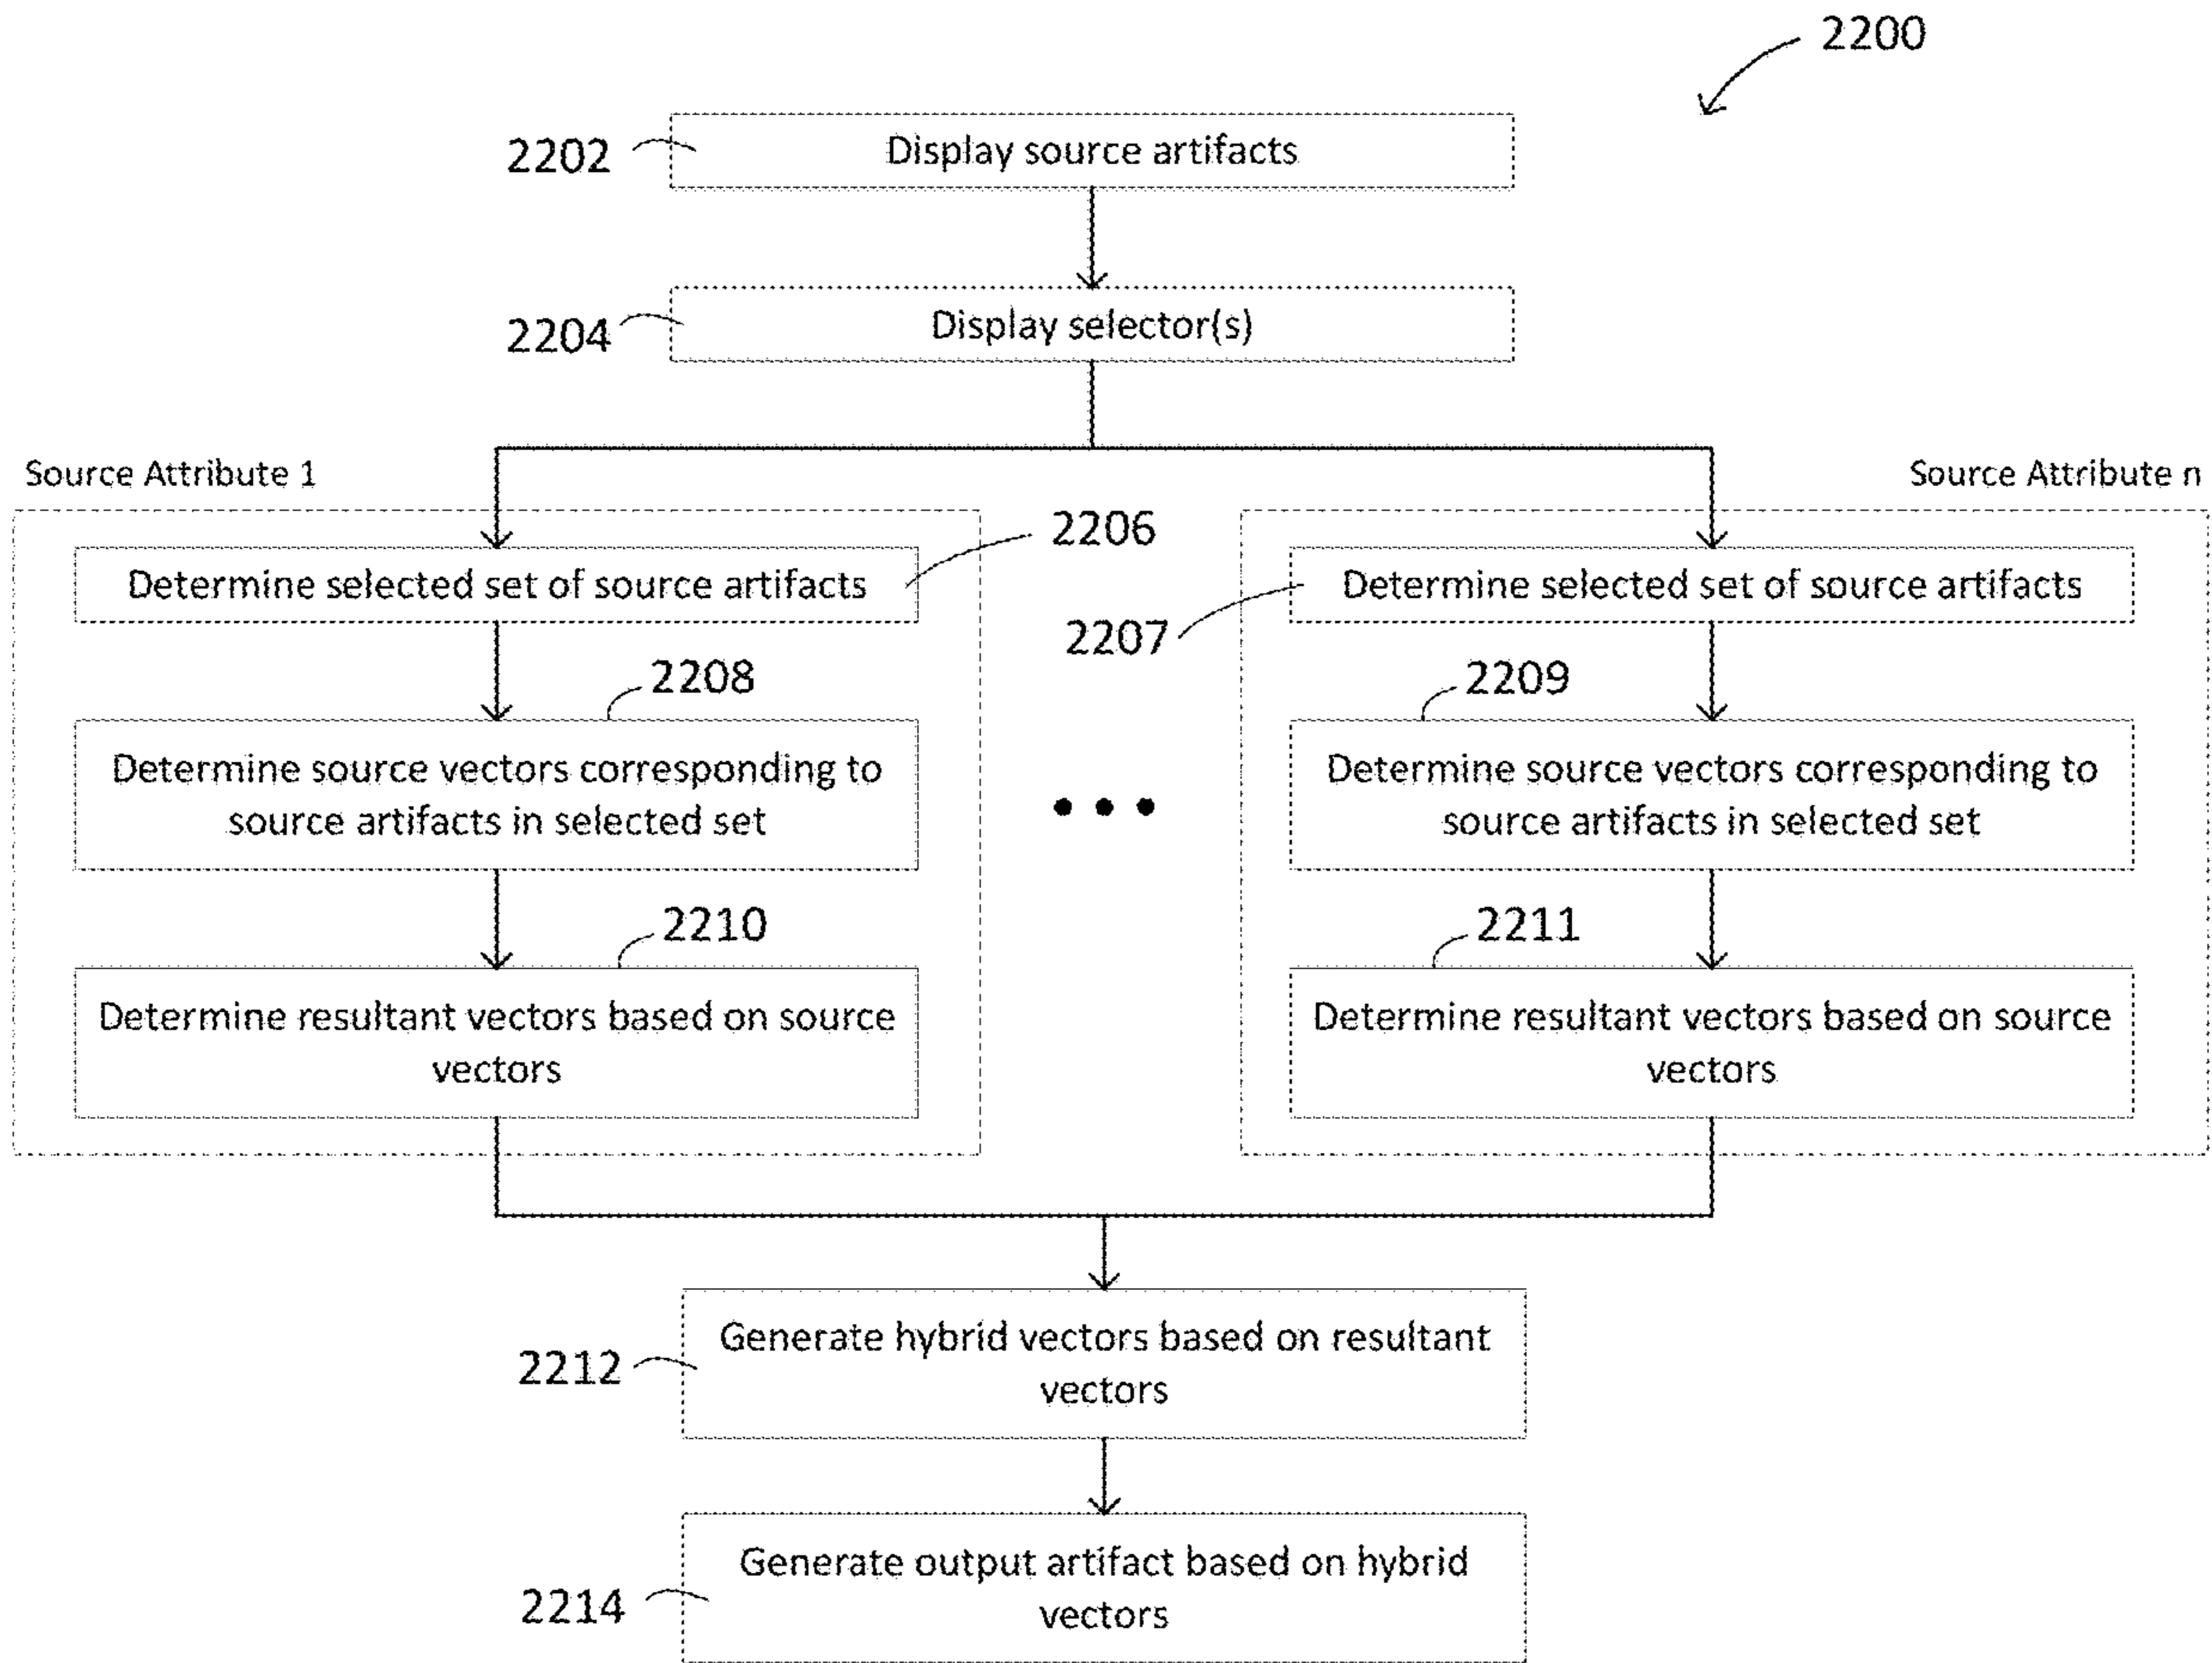 2200
2202
Display source artifacts
2204
Display selector(s)
Source Attribute 1
Source Attribute n
2206
Determine selected set of source artifacts
2207
Determine selected set of source artifacts
2208
Determine source vectors corresponding to
source artifacts in selected set
2209
Determine source vectors corresponding to
source artifacts in selected set
2210
Determine resultant vectors based on source
vectors
2211
Determine resultant vectors based on source
vectors
2212
Generate hybrid vectors based on resultant
vectors
2214
Generate output artifact based on hybrid
vectors